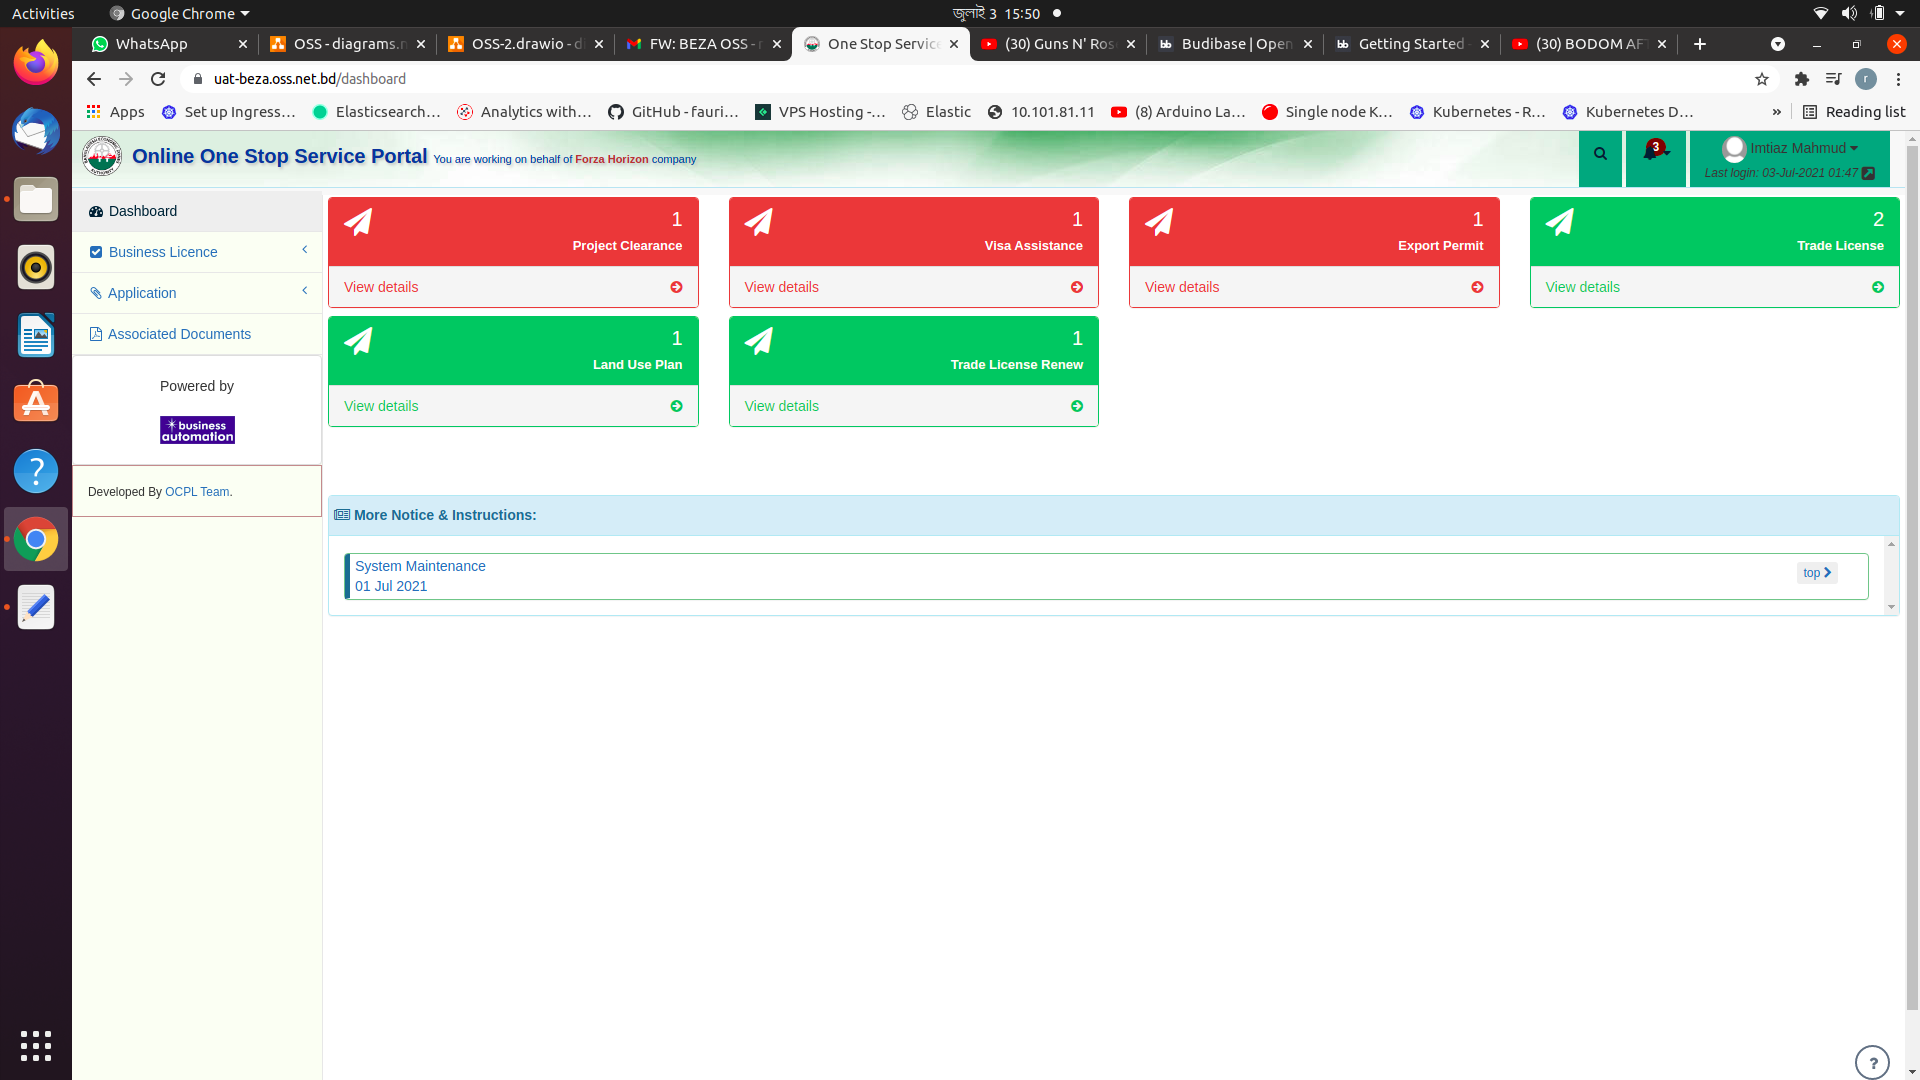 Activities
Google Chrome
জুলাই 3 15:50
WhatsApp
OSS - diagrams.n
OSS-2.drawio - di
FW: BEZA OSS - r
One Stop Service
(30) Guns N' Ros
Budibase | Open
Getting Started -
(30) BODOM AFT
uat-beza.oss.net.bd/dashboard
Apps
Set up Ingress...
Elasticsearch...
Analytics with...
GitHub - fauri...
VPS Hosting -...
Elastic
10.101.81.11
(8) Arduino La...
Single node K...
Kubernetes - R...
Kubernetes D...
»
Reading list
Online One Stop Service Portal You are working on behalf of Forza Horizon company
3
Imtiaz Mahmud
Last login: 03-Jul-2021 01:47
Dashboard
Business Licence
Application
Associated Documents
Powered by
business
automation
Developed By OCPL Team.
1
Project Clearance
View details
1
Visa Assistance
View details
1
Export Permit
View details
2
Trade License
View details
1
Land Use Plan
View details
1
Trade License Renew
View details
More Notice & Instructions:
System Maintenance
01 Jul 2021
top
?